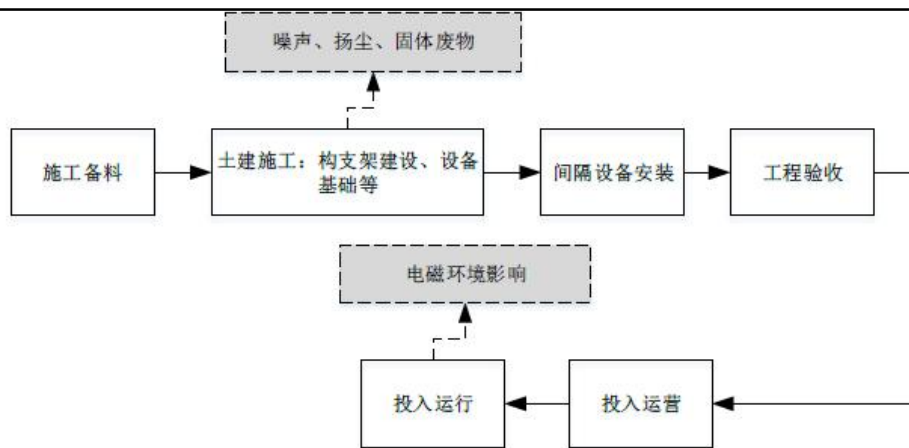 噪声、扬尘、固体废物
施工备料
土建施工：构支架建设、设备
基础等
间隔设备安装
工程验收
电磁环境影响
投入运行
投入运营